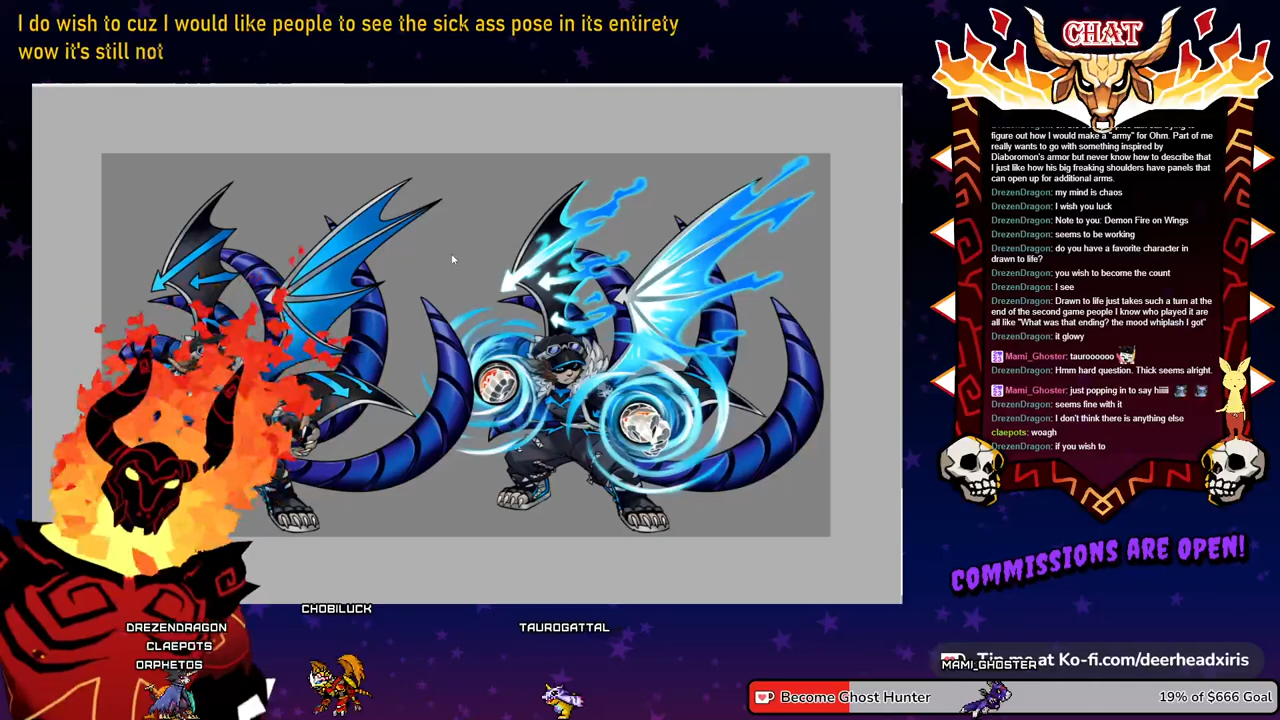 I do wish to cuz I would like people to see the sick ass pose in its entirety
wow it's still not
CHAT
figure out how I would make a "army" for Ohm. Part of me
really wants to go with something inspired by
Diaboromon's armor but never know how to describe that
I just like how his big freaking shoulders have panels that
can open up for additional arms.
DrezenDragon: my mind is chaos
DrezenDragon: I wish you luck
DrezenDragon: Note to you: Demon Fire on Wings
DrezenDragon: seems to be working
DrezenDragon: do you have a favorite character in
drawn to life?
DrezenDragon: you wish to become the count
DrezenDragon: I see
DrezenDragon: Drawn to life just takes such a turn at the
end of the second game people I know who played it are
all like "What was that ending? the mood whiplash I got"
DrezenDragon: it glowy
Mami_Ghoster: tauroooooo
DrezenDragon: Hmm hard question. Thick seems alright.
Mami_Ghoster: just popping in to say hiiiii
DrezenDragon: seems fine with it
DrezenDragon: I don't think there is anything else
claepots: woagh
DrezenDragon: if you wish to
COMMISSIONS ARE OPEN!
CHOBILUCK
DREZENDRAGON
TAUROGATTAL
CLAEPOTS
ORPHETOS
MAMI_GHOSTER
Tip me at Ko-fi.com/deerheadxiris
Become Ghost Hunter
19% of $666 Goal